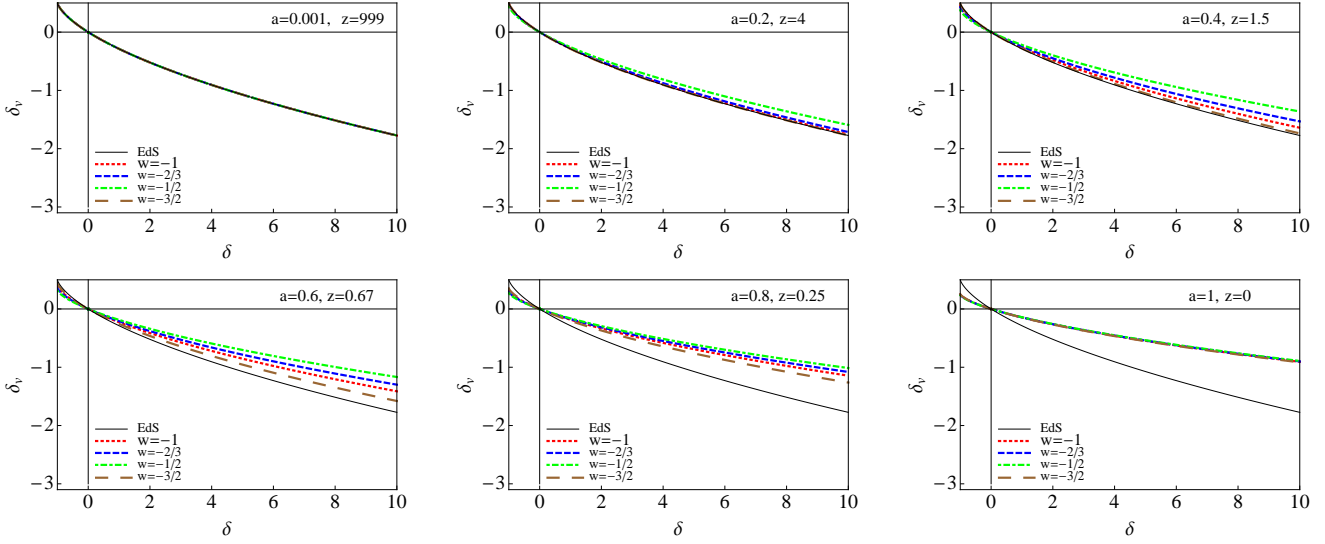 a=0.001, z=999
0
−1
−2
−3
δᵥ
EdS
w=−1
w=−2/3
w=−1/2
w=−3/2
0 2 4 6 8 10
δ
a=0.2, z=4
0
−1
−2
−3
δᵥ
EdS
w=−1
w=−2/3
w=−1/2
w=−3/2
0 2 4 6 8 10
δ
a=0.4, z=1.5
0
−1
−2
−3
δᵥ
EdS
w=−1
w=−2/3
w=−1/2
w=−3/2
0 2 4 6 8 10
δ
a=0.6, z=0.67
0
−1
−2
−3
δᵥ
EdS
w=−1
w=−2/3
w=−1/2
w=−3/2
0 2 4 6 8 10
δ
a=0.8, z=0.25
0
−1
−2
−3
δᵥ
EdS
w=−1
w=−2/3
w=−1/2
w=−3/2
0 2 4 6 8 10
δ
a=1, z=0
0
−1
−2
−3
δᵥ
EdS
w=−1
w=−2/3
w=−1/2
w=−3/2
0 2 4 6 8 10
δ